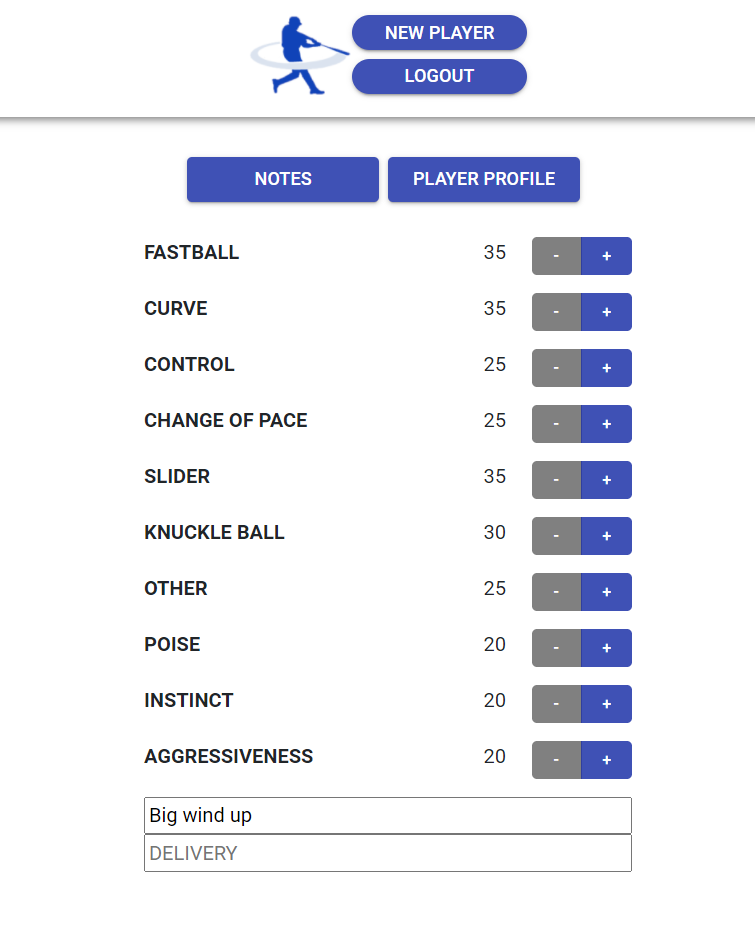 NEW PLAYER
LOGOUT
NOTES PLAYER PROFILE
FASTBALL 35 - +
CURVE 35 - +
CONTROL 25 - +
CHANGE OF PACE 25 - +
SLIDER 35 - +
KNUCKLE BALL 30 - +
OTHER 25 - +
POISE 20 - +
INSTINCT 20 - +
AGGRESSIVENESS 20 - +
Big wind up
DELIVERY